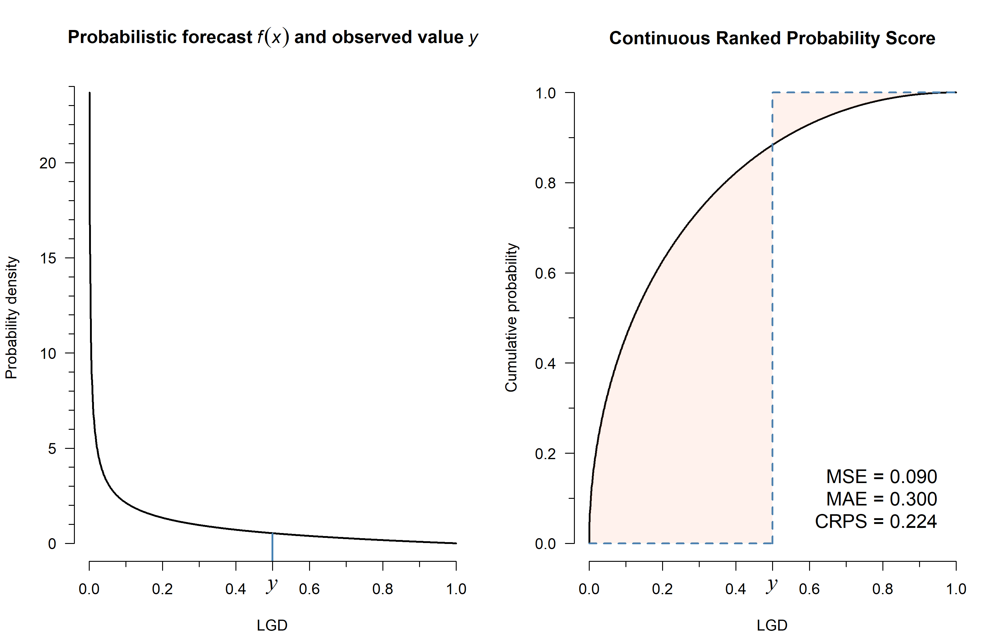 Probabilistic forecast f(x) and observed value y
Probability density
20
15
10
5
0
0.0 0.2 0.4 y 0.6 0.8 1.0
LGD
Continuous Ranked Probability Score
Cumulative probability
1.0
0.8
0.6
0.4
0.2
0.0
MSE = 0.090
MAE = 0.300
CRPS = 0.224
0.0 0.2 0.4 y 0.6 0.8 1.0
LGD